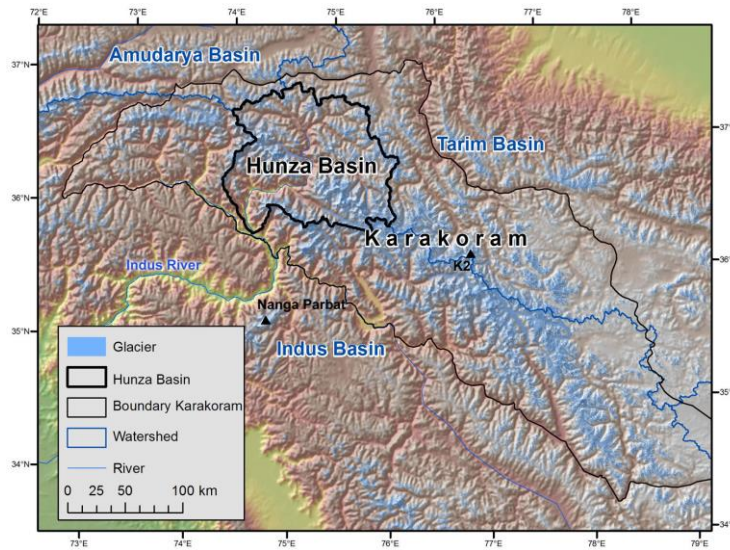 72°E 73°E 74°E 75°E 76°E 77°E 78°E
37°N
Amudarya Basin
37°N
Tarim Basin
Hunza Basin
36°N
Karakoram
K2
36°N
Indus River
Nanga Parbat
35°N
Indus Basin
35°N
Glacier
Hunza Basin
Boundary Karakoram
Watershed
River
0 25 50 100 km
34°N
34°N
73°E 74°E 75°E 76°E 77°E 78°E 79°E